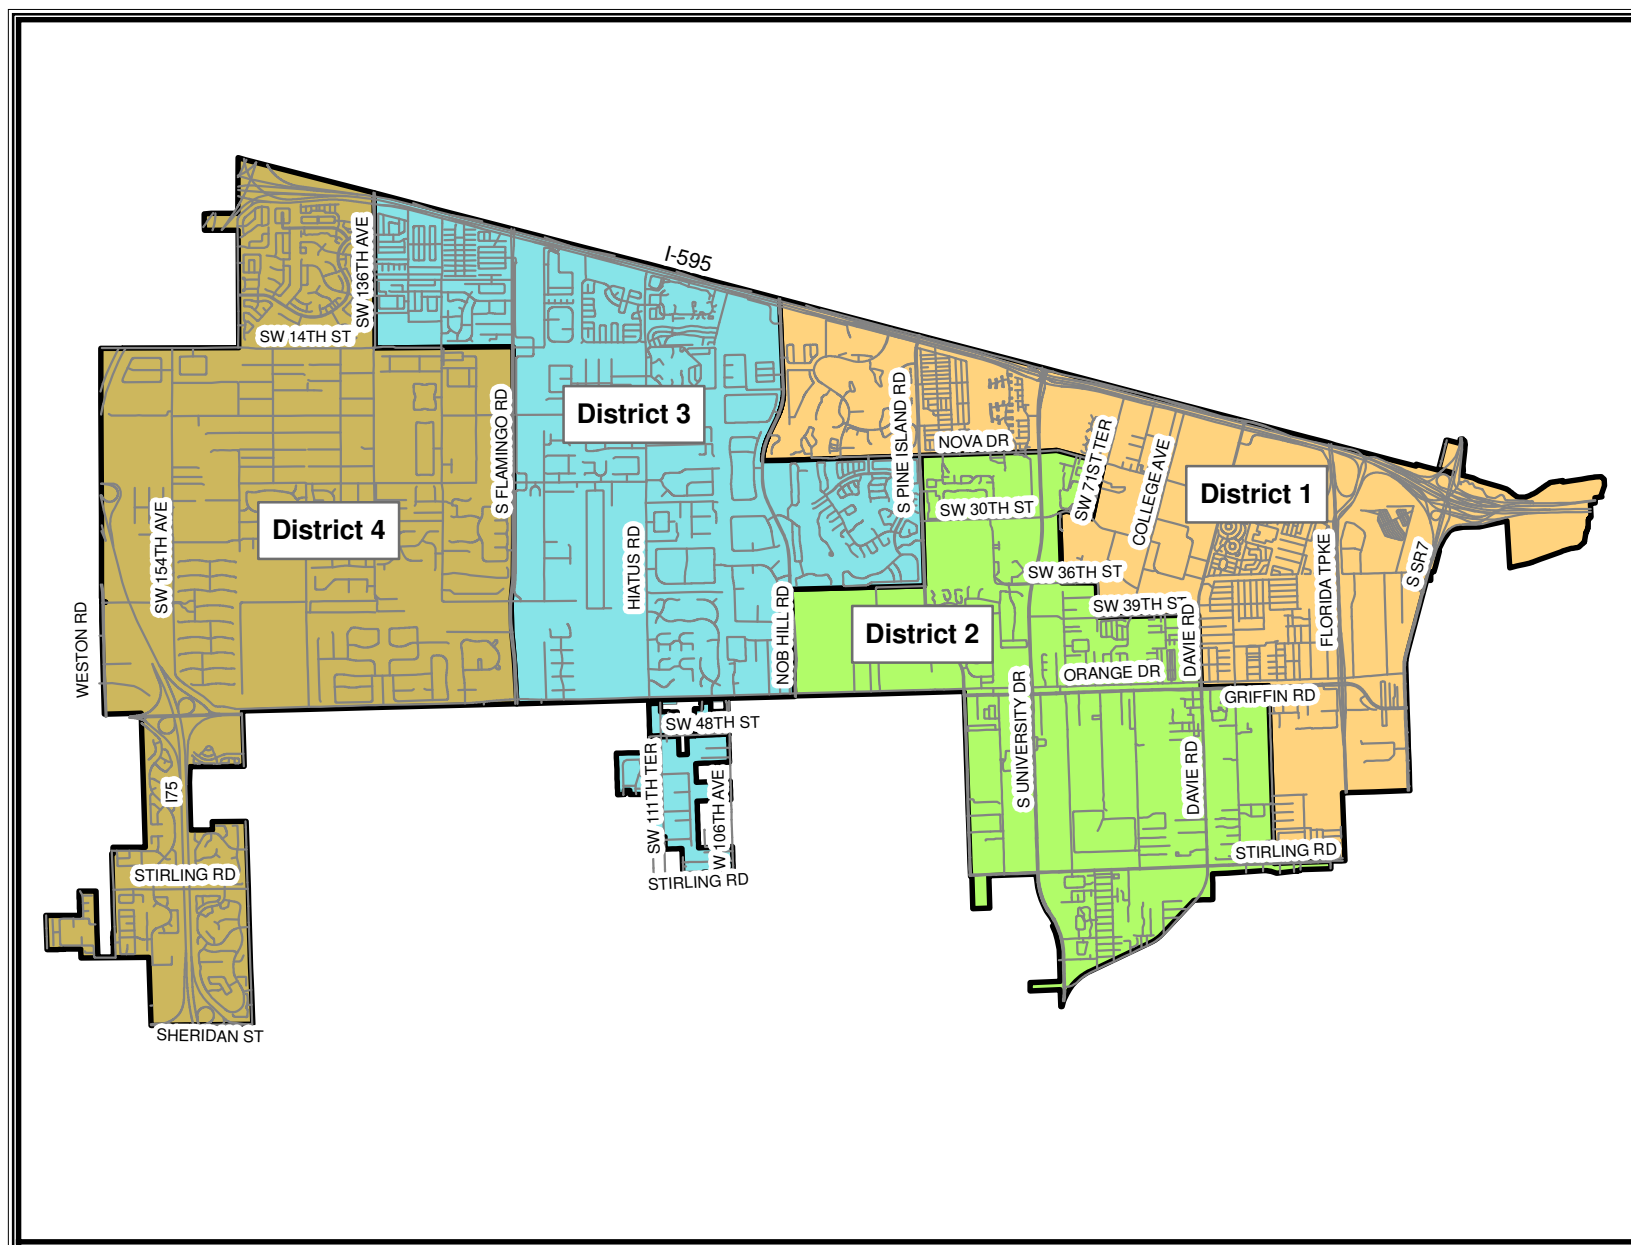 I-595
SW 136TH AVE
SW 14TH ST
District 3
S FLAMINGO RD
S PINE ISLAND RD
NOVA DR
SW 71ST TER
COLLEGE AVE
District 1
District 4
SW 154TH AVE
HIATUS RD
SW 30TH ST
FLORIDA TPKE
S SR7
SW 36TH ST
SW 39TH ST
WESTON RD
NOB HILL RD
District 2
DAVIE RD
ORANGE DR
GRIFFIN RD
S UNIVERSITY DR
SW 48TH ST
I75
SW 111TH TER
W 106TH AVE
DAVIE RD
STIRLING RD
STIRLING RD
STIRLING RD
SHERIDAN ST